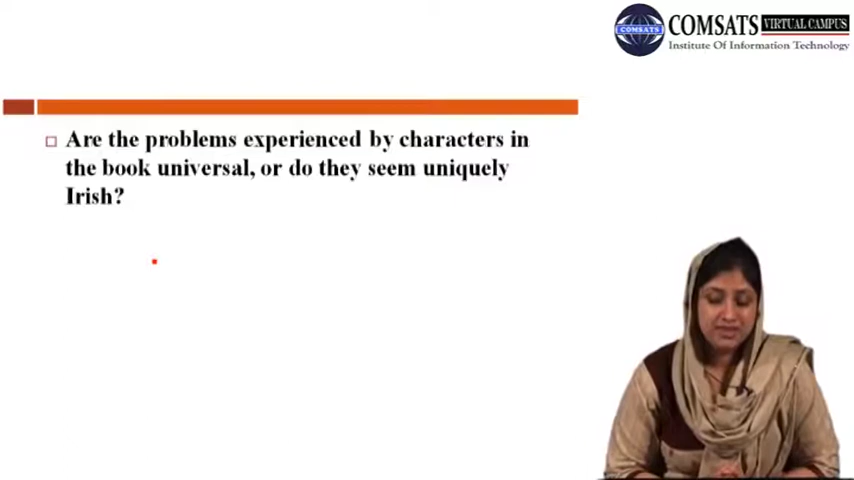 COMSATS VIRTUAL CAMPUS
Institute Of Information Technology
COMSATS
Are the problems experienced by characters in
the book universal, or do they seem uniquely
Irish?